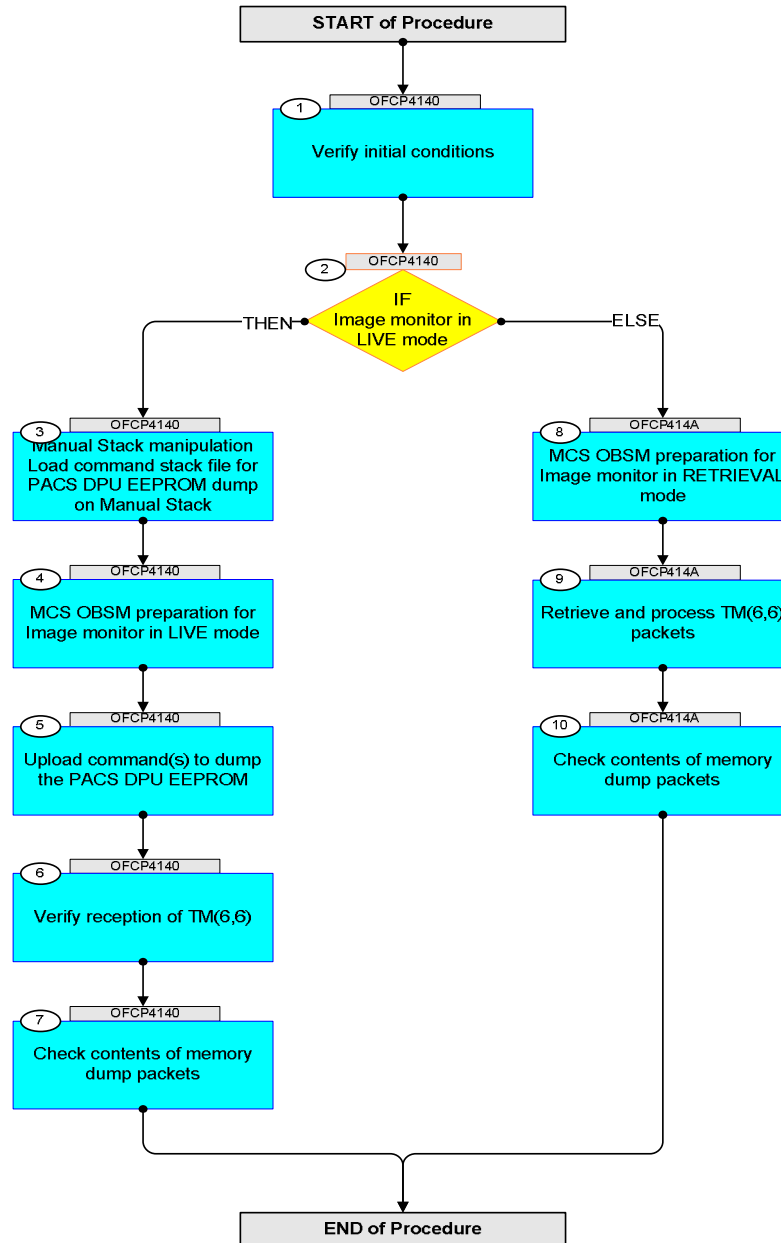 START of Procedure
OFCP4140
1
Verify initial conditions
OFCP4140
2
IF
Image monitor in
LIVE mode
THEN
ELSE
OFCP4140
3
Manual Stack manipulation
Load command stack file for
PACS DPU EEPROM dump
on Manual Stack
OFCP4140
4
MCS OBSM preparation for
Image monitor in LIVE mode
OFCP4140
5
Upload command(s) to dump
the PACS DPU EEPROM
OFCP4140
6
Verify reception of TM(6,6)
OFCP4140
7
Check contents of memory
dump packets
OFCP414A
8
MCS OBSM preparation for
Image monitor in RETRIEVAL
mode
OFCP414A
9
Retrieve and process TM(6,6)
packets
OFCP414A
10
Check contents of memory
dump packets
END of Procedure